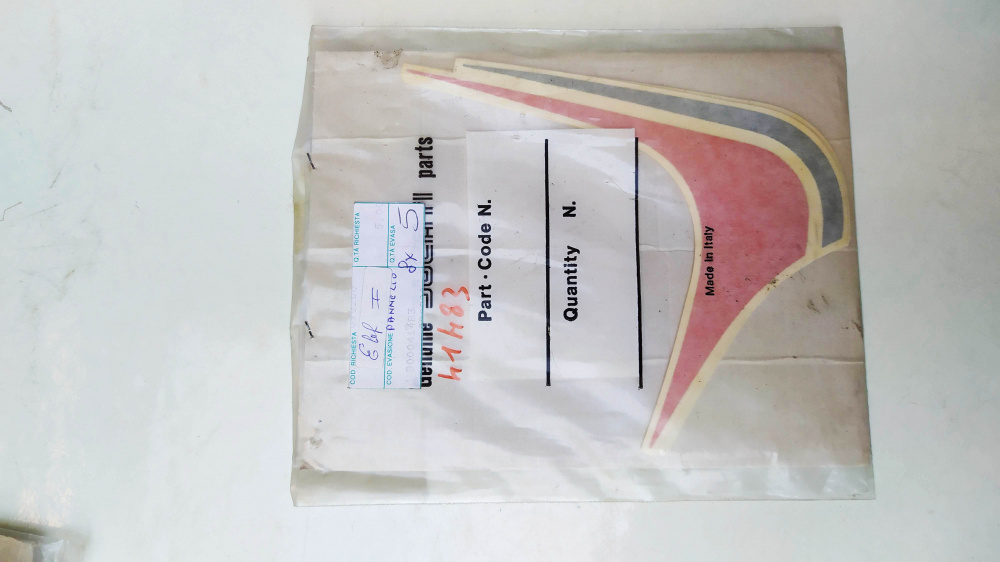 COD RICHIESTA
Q.TA RICHIESTA
COD EVASIONE
Q.TA EVASA
PANNELLO
5
Genuine parts
41483
Part · Code N.
Quantity N.
Made in Italy